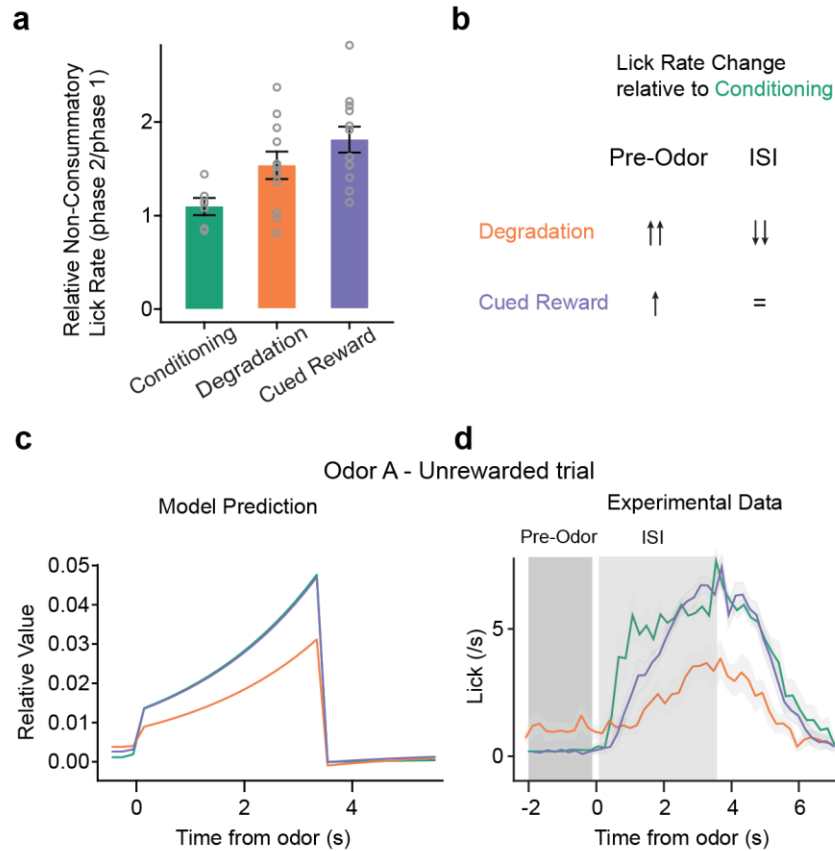 a
Relative Non-Consummatory
Lick Rate (phase 2/phase 1)
2
1
0
Conditioning
Degradation
Cued Reward
b
Lick Rate Change
relative to Conditioning
Pre-Odor ISI
Degradation ↑↑ ↓↓
Cued Reward ↑ =
c
d
Odor A - Unrewarded trial
Model Prediction
Experimental Data
Relative Value
0.05
0.04
0.03
0.02
0.01
0.00
0 4
Time from odor (s)
Pre-Odor ISI
Lick (/s)
5
0
-2 0 2 4 6
Time from odor (s)